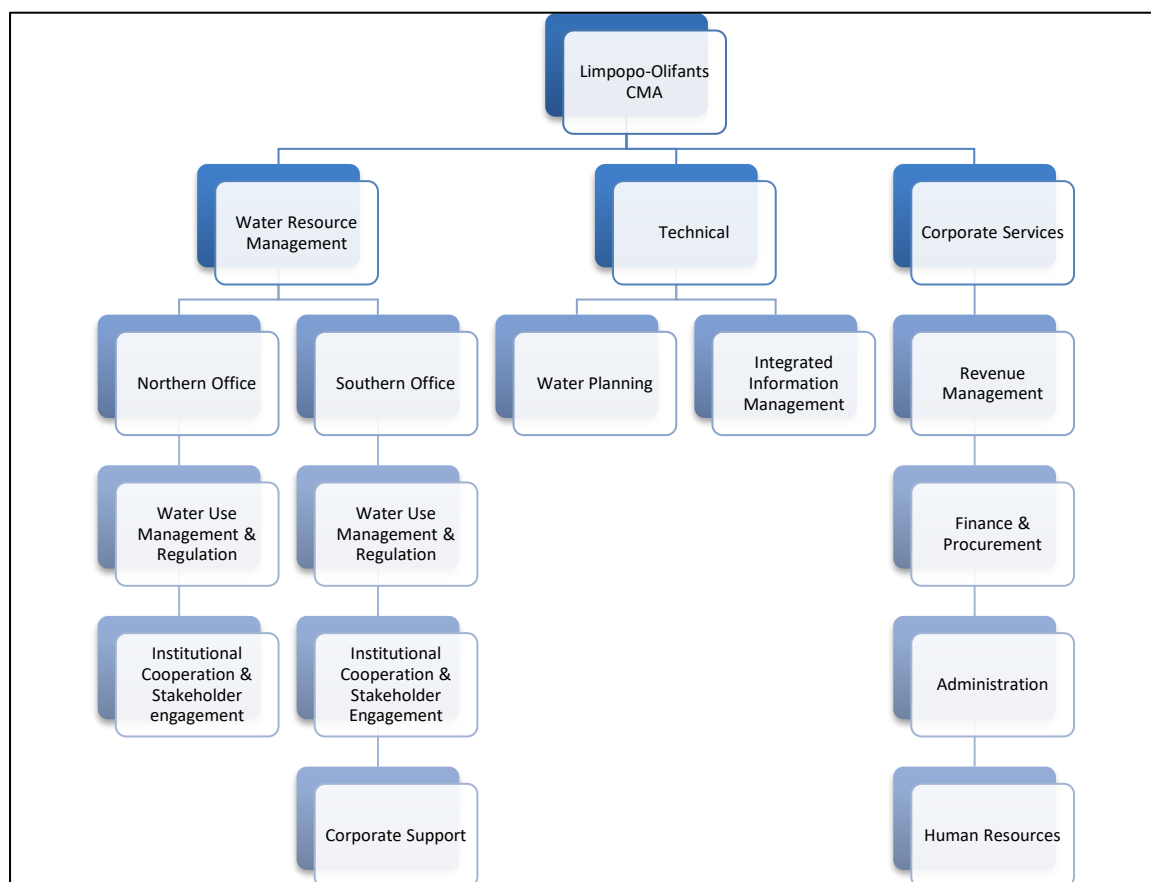 Limpopo-Olifants
CMA
Water Resource
Management
Technical
Corporate Services
Northern Office
Southern Office
Water Planning
Integrated
Information
Management
Revenue
Management
Water Use
Management &
Regulation
Water Use
Management &
Regulation
Finance &
Procurement
Institutional
Cooperation &
Stakeholder
engagement
Institutional
Cooperation &
Stakeholder
Engagement
Administration
Corporate Support
Human Resources